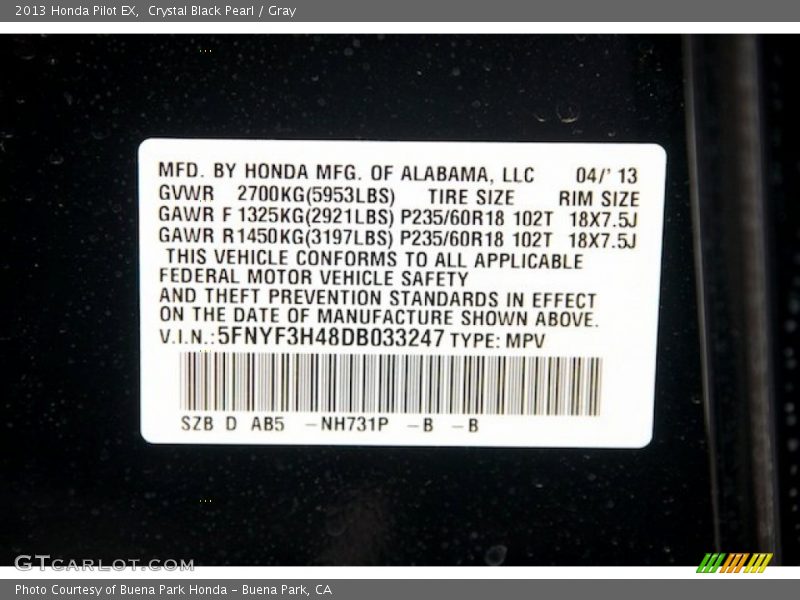 2013 Honda Pilot EX,  Crystal Black Pearl / Gray
MFD. BY HONDA MFG. OF ALABAMA, LLC 04/' 13
GVWR 2700KG(5953LBS) TIRE SIZE RIM SIZE
GAWR F 1325KG(2921LBS) P235/60R18 102T 18X7.5J
GAWR R1450KG(3197LBS) P235/60R18 102T 18X7.5J
THIS VEHICLE CONFORMS TO ALL APPLICABLE
FEDERAL MOTOR VEHICLE SAFETY
AND THEFT PREVENTION STANDARDS IN EFFECT
ON THE DATE OF MANUFACTURE SHOWN ABOVE.
V.I.N.:5FNYF3H48DB033247 TYPE: MPV
SZB D AB5 –NH731P –B –B
GTCARLOT.COM
Photo Courtesy of Buena Park Honda – Buena Park, CA